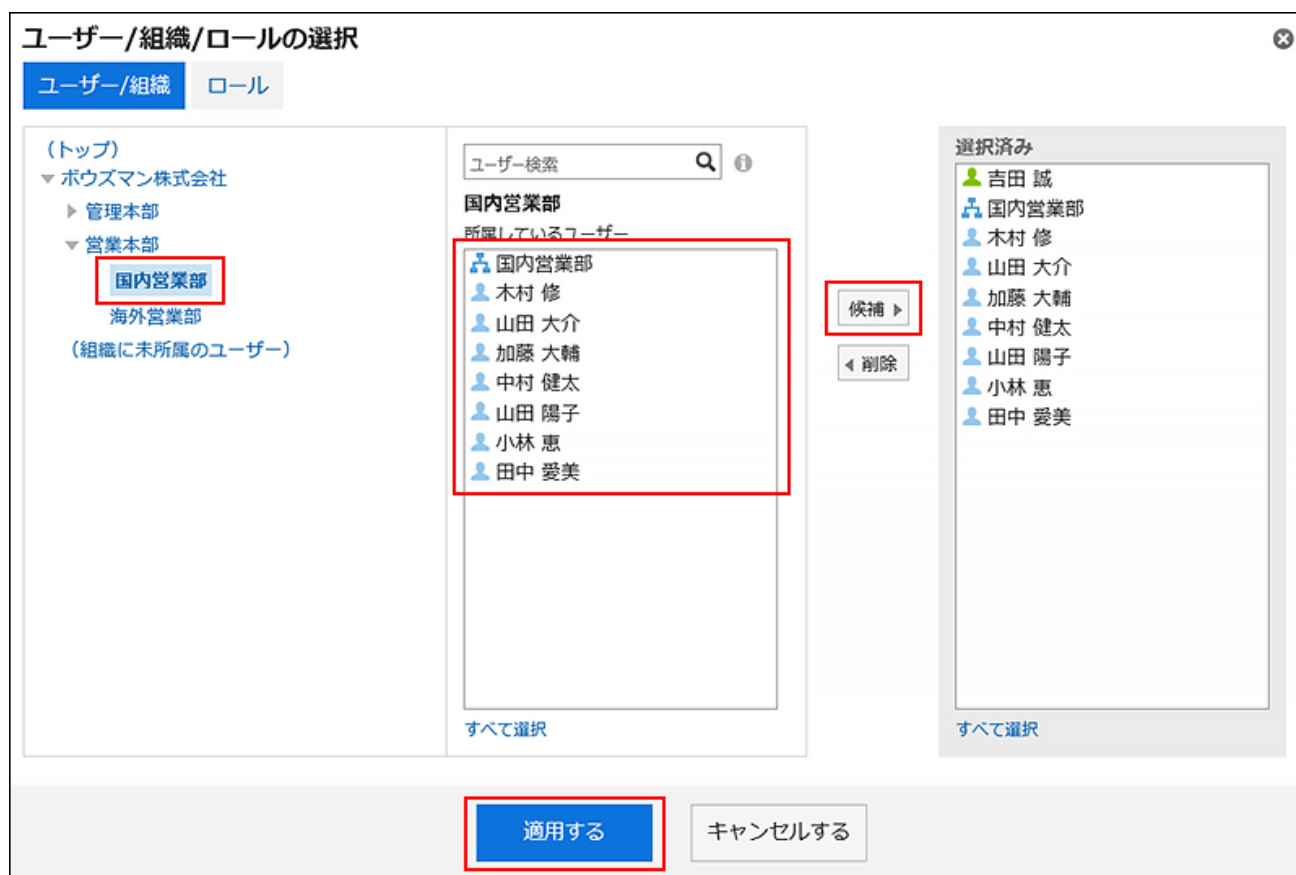 ユーザー/組織/ロールの選択
ユーザー/組織 ロール
(トップ)
ボウズマン株式会社
管理本部
営業本部
国内営業部
海外営業部
(組織に未所属のユーザー)
ユーザー検索
国内営業部
所属しているユーザー
国内営業部
木村 修
山田 大介
加藤 大輔
中村 健太
山田 陽子
小林 恵
田中 愛美
すべて選択
候補
削除
選択済み
吉田 誠
国内営業部
木村 修
山田 大介
加藤 大輔
中村 健太
山田 陽子
小林 恵
田中 愛美
すべて選択
適用する
キャンセルする